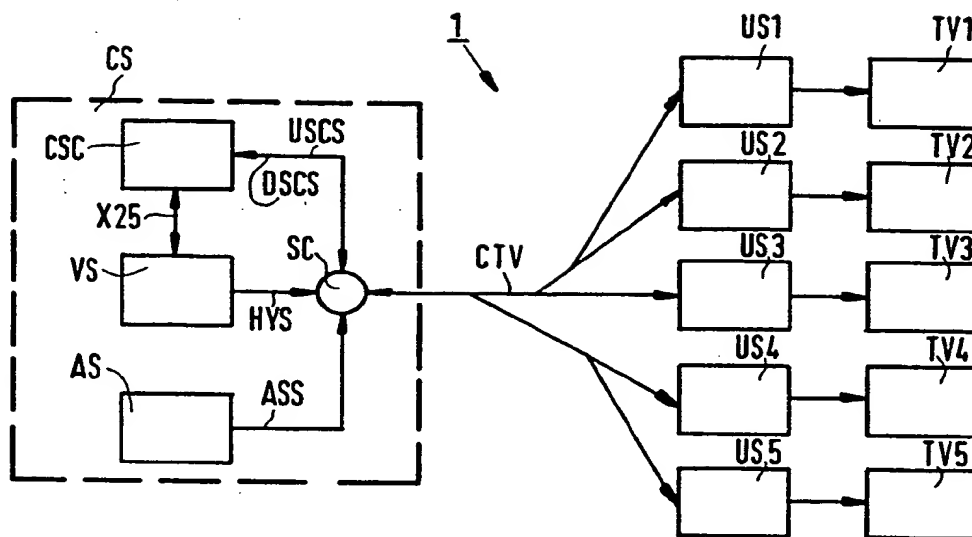 1
CS
CSC
USCS
DSCS
X25
VS
SC
HYS
AS
ASS
CTV
US1
TV1
US2
TV2
US3
TV3
US4
TV4
US5
TV5